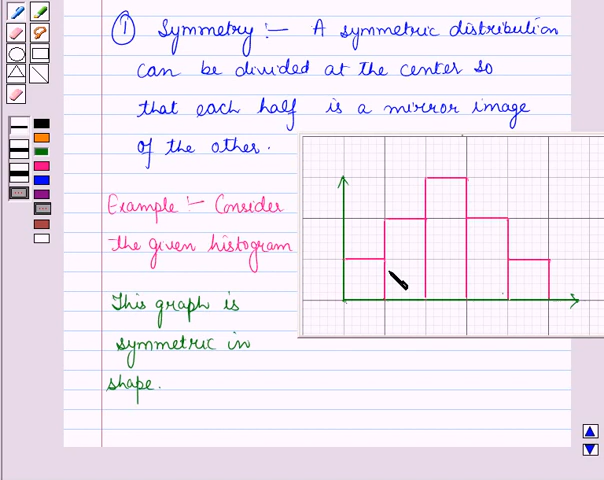 ① Symmetry :- A symmetric distribution
can be divided at the center so
that each half is a mirror image
of the other.
Example :- Consider
the given histogram
This graph is
symmetric in
shape.